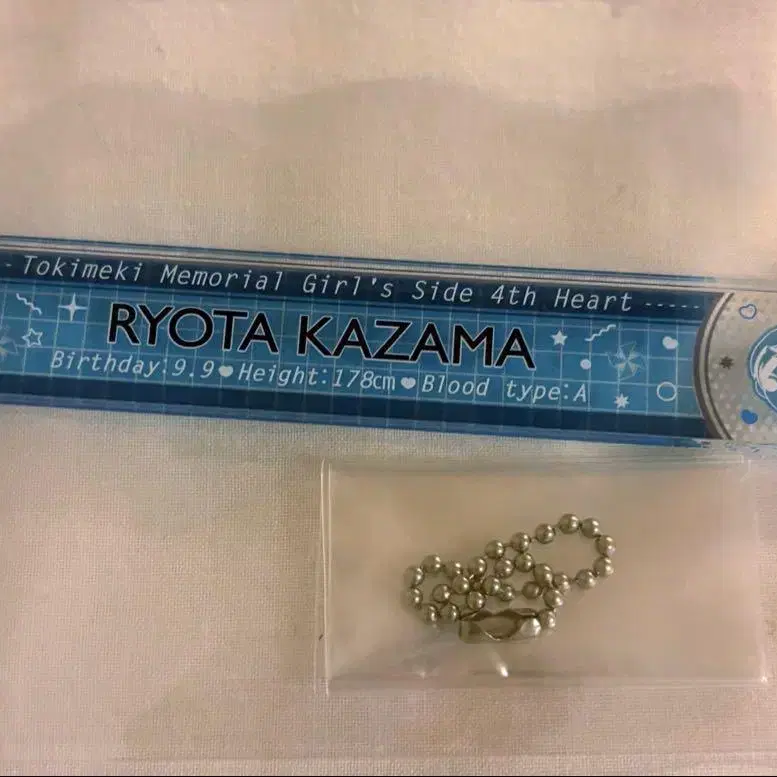 - Tokimeki Memorial Girl's Side 4th Heart -----
RYOTA KAZAMA
Birthday:9.9♥Height:178cm♥Blood type:A